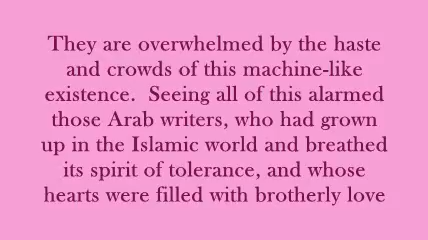 They are overwhelmed by the haste
and crowds of this machine-like
existence.  Seeing all of this alarmed
those Arab writers, who had grown
up in the Islamic world and breathed
its spirit of tolerance, and whose
hearts were filled with brotherly love